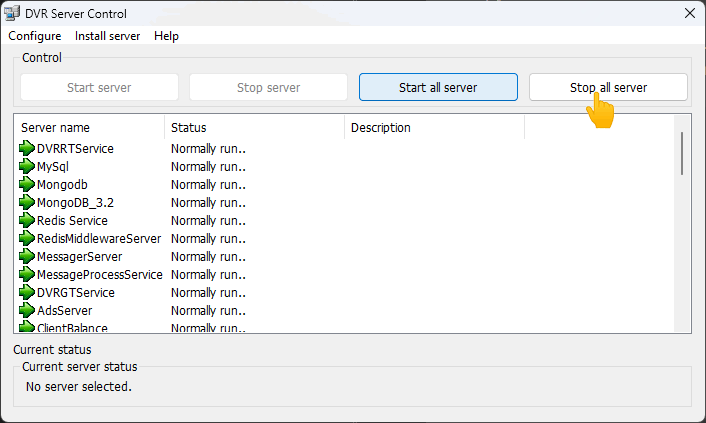 DVR Server Control
Configure Install server Help
Control
Start server Stop server Start all server Stop all server
Server name Status Description
DVRRTService Normally run..
MySql Normally run..
Mongodb Normally run..
MongoDB_3.2 Normally run..
Redis Service Normally run..
RedisMiddlewareServer Normally run..
MessagerServer Normally run..
MessageProcessService Normally run..
DVRGTService Normally run..
AdsServer Normally run..
ClientBalance Normally run..
Current status
Current server status
No server selected.